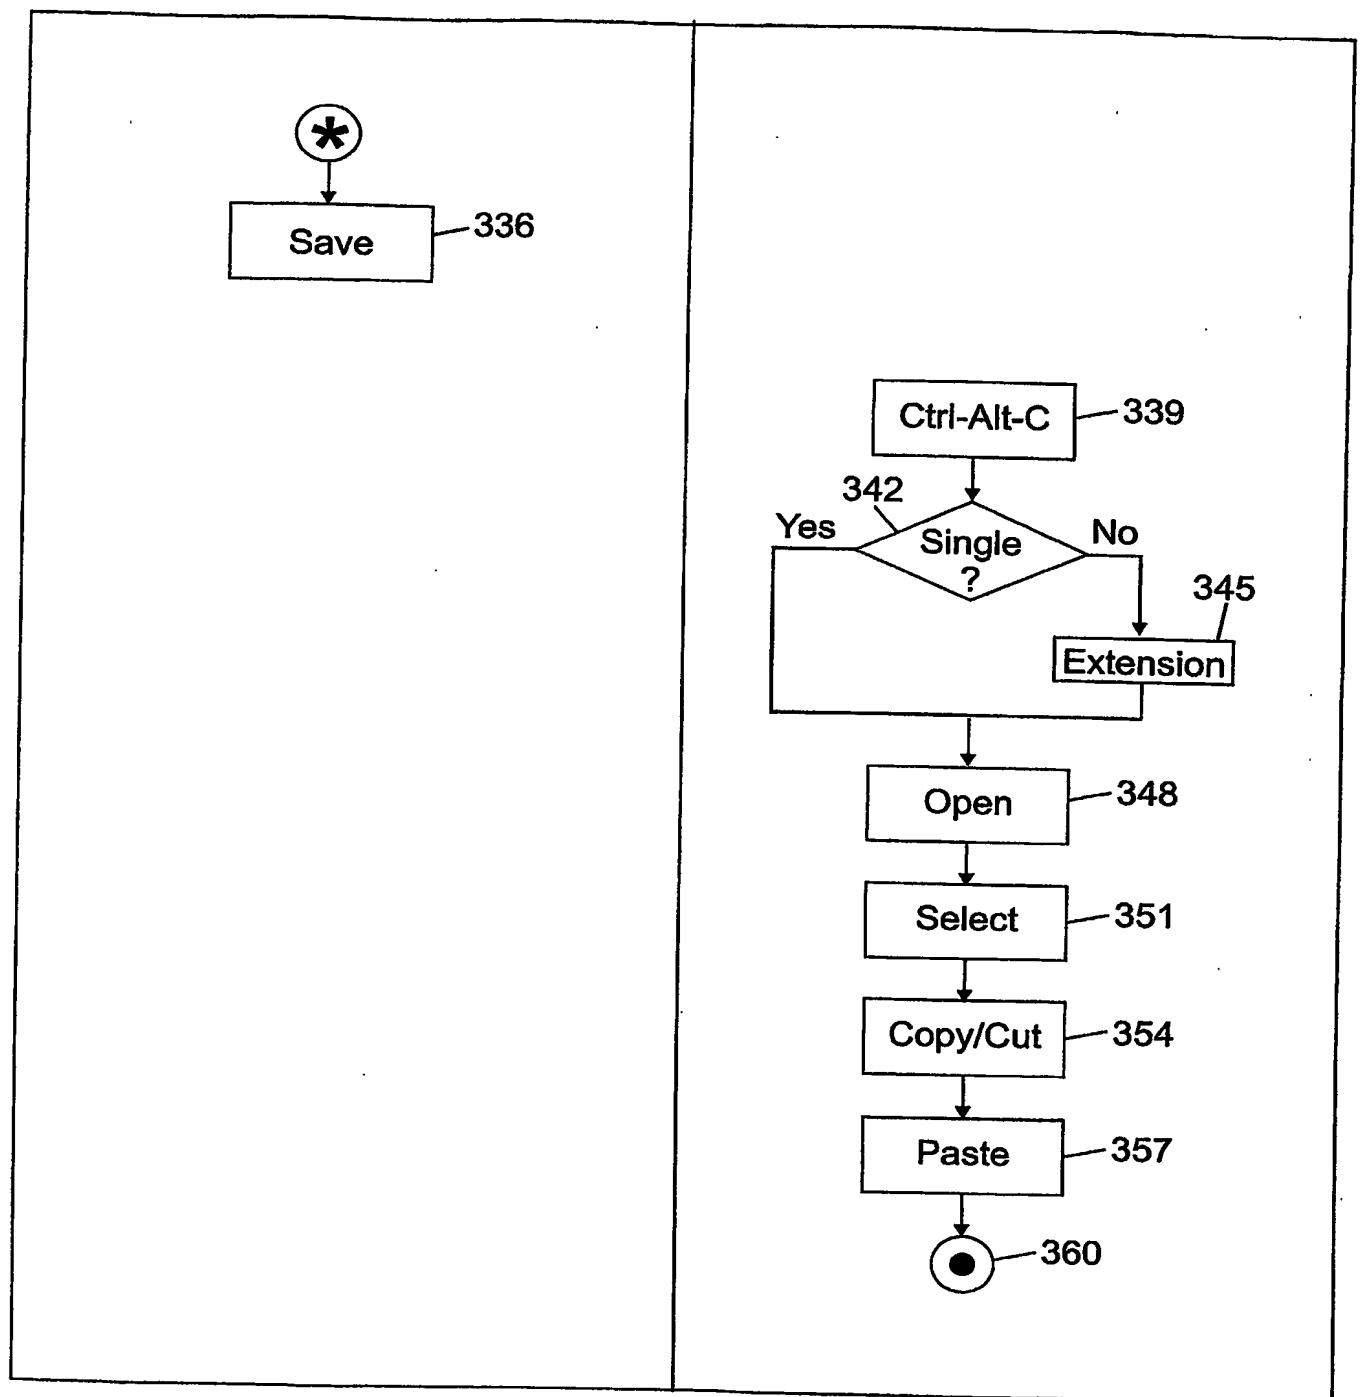 *
Save
336
Ctrl-Alt-C
339
342
Yes
Single
?
No
345
Extension
Open
348
Select
351
Copy/Cut
354
Paste
357
360